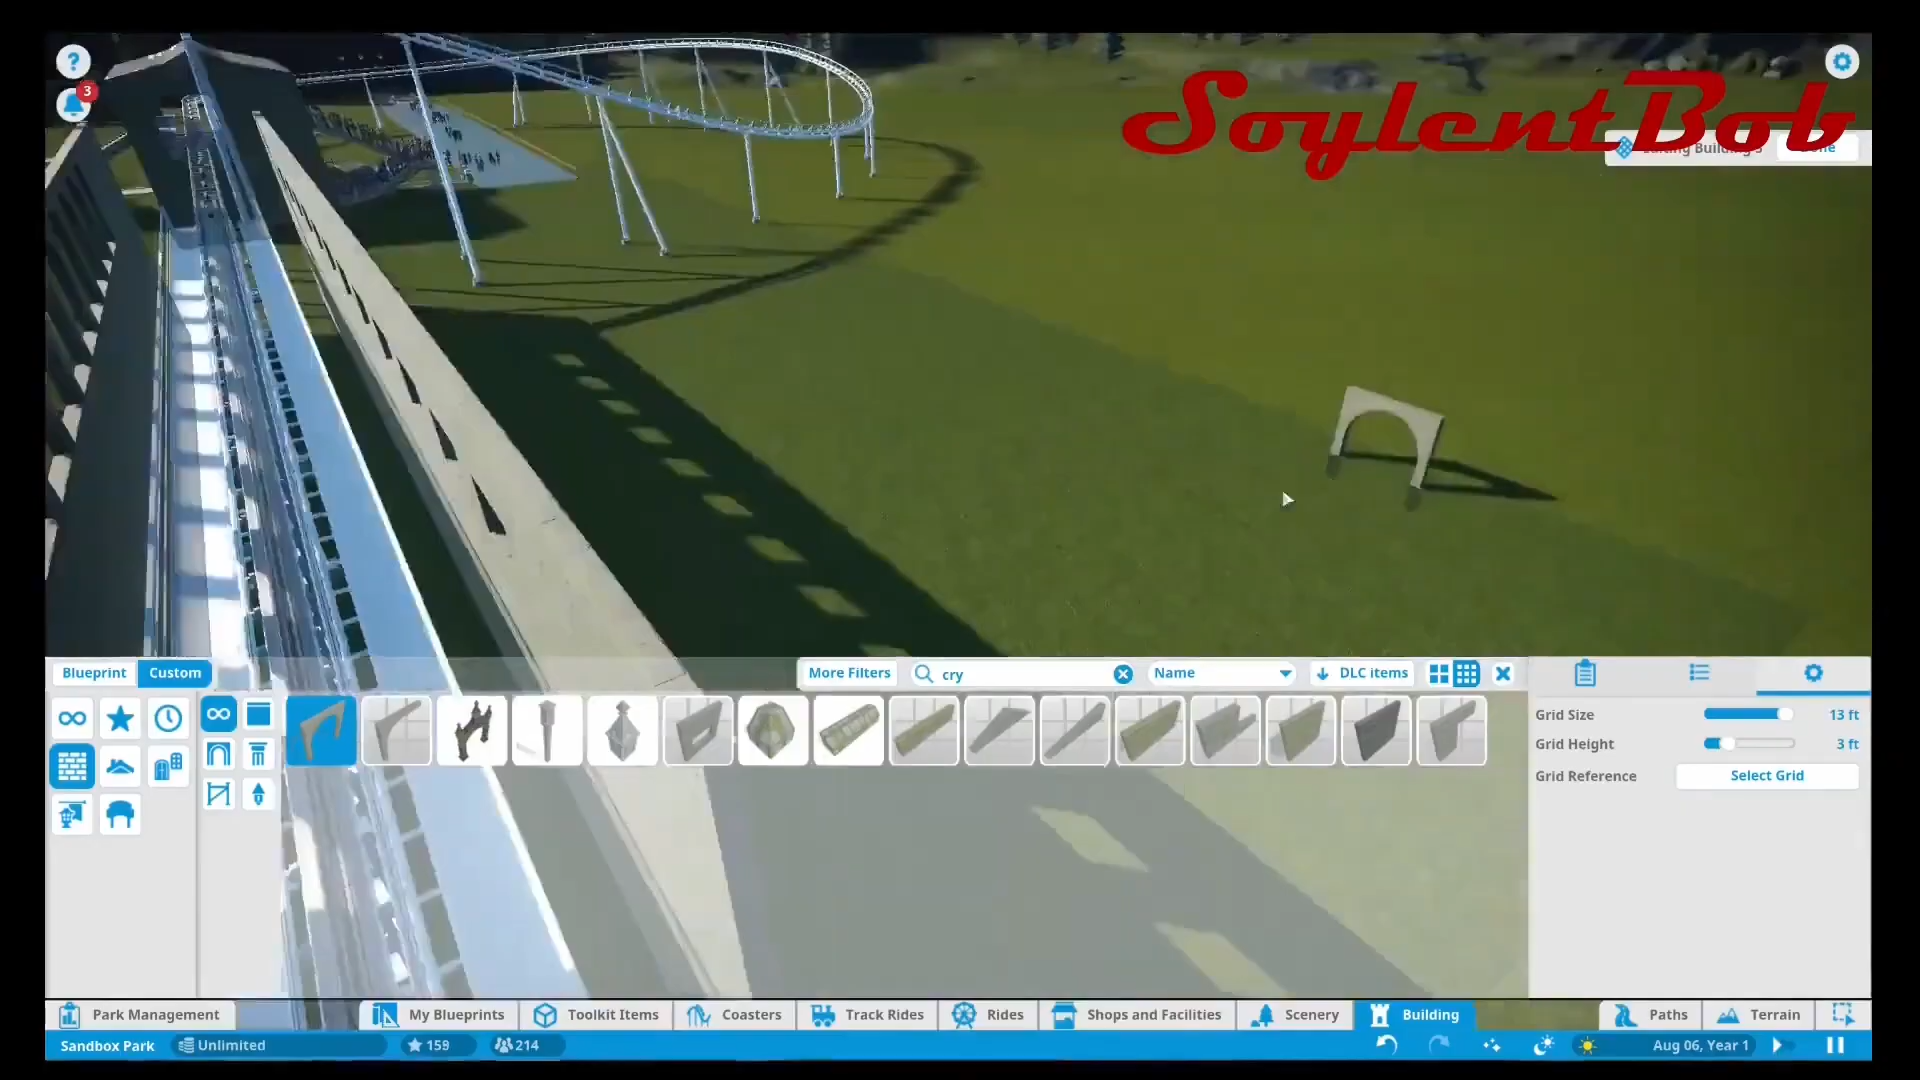 ?
3
SoylentBob
Blueprint
Custom
More Filters
cry
Name
DLC items
Grid Size
13 ft
Grid Height
3 ft
Grid Reference
Select Grid
Park Management
My Blueprints
Toolkit Items
Coasters
Track Rides
Rides
Shops and Facilities
Scenery
Building
Paths
Terrain
Sandbox Park
Unlimited
159
214
Aug 06, Year 1